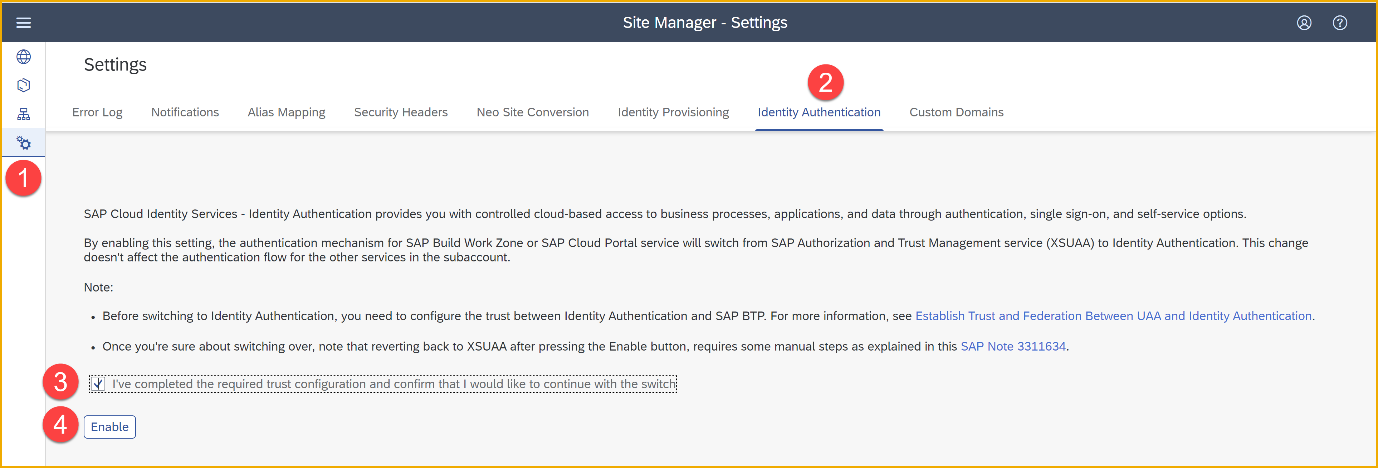 Site Manager - Settings
Settings
2
Error Log Notifications Alias Mapping Security Headers Neo Site Conversion Identity Provisioning Identity Authentication Custom Domains
1
SAP Cloud Identity Services - Identity Authentication provides you with controlled cloud-based access to business processes, applications, and data through authentication, single sign-on, and self-service options.
By enabling this setting, the authentication mechanism for SAP Build Work Zone or SAP Cloud Portal service will switch from SAP Authorization and Trust Management service (XSUAA) to Identity Authentication. This change
doesn't affect the authentication flow for the other services in the subaccount.
Note:
• Before switching to Identity Authentication, you need to configure the trust between Identity Authentication and SAP BTP. For more information, see Establish Trust and Federation Between UAA and Identity Authentication.
• Once you're sure about switching over, note that reverting back to XSUAA after pressing the Enable button, requires some manual steps as explained in this SAP Note 3311634.
3 I've completed the required trust configuration and confirm that I would like to continue with the switch
4 Enable